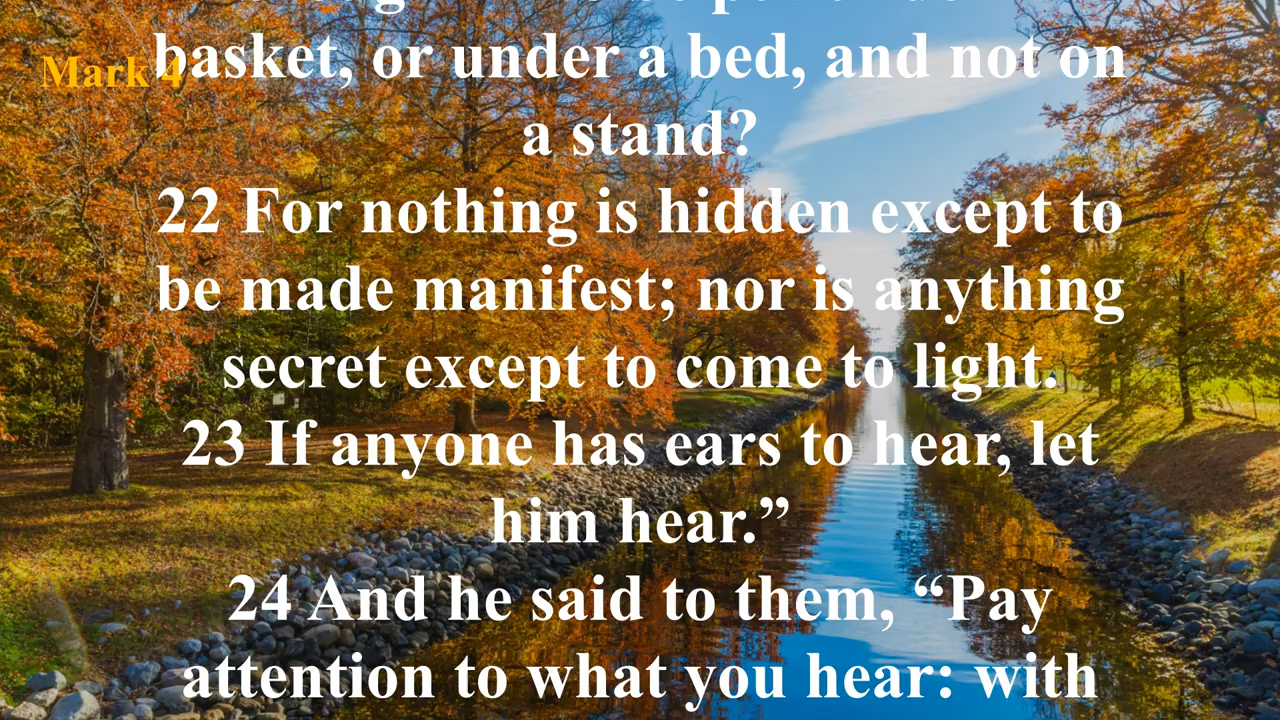 Mark 4
basket, or under a bed, and not on
a stand?
22 For nothing is hidden except to
be made manifest; nor is anything
secret except to come to light.
23 If anyone has ears to hear, let
him hear.”
24 And he said to them, “Pay
attention to what you hear: with